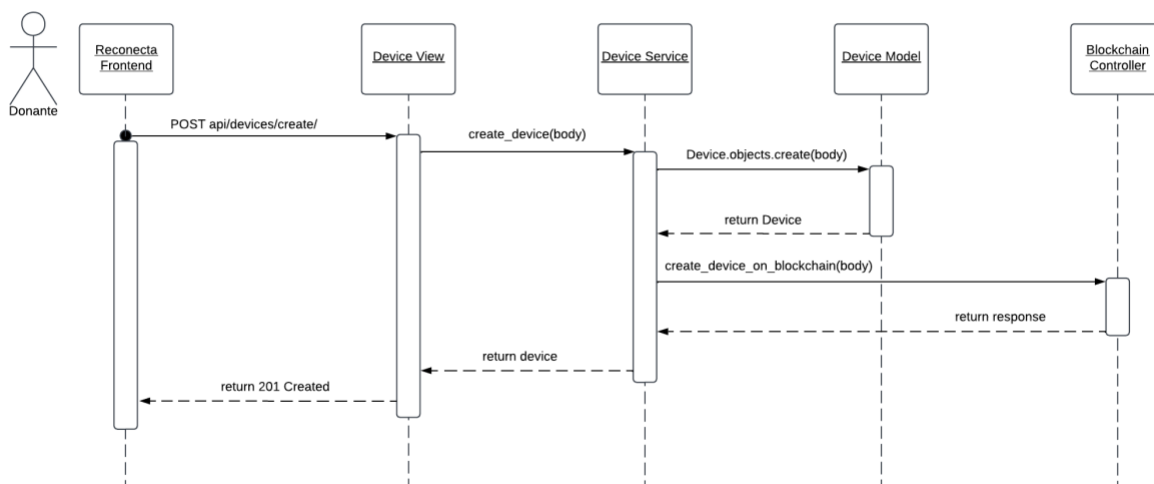 Reconecta
Frontend
Device View
Device Service
Device Model
Blockchain
Controller
Donante
POST api/devices/create/
create_device(body)
Device.objects.create(body)
return Device
create_device_on_blockchain(body)
return response
return device
return 201 Created